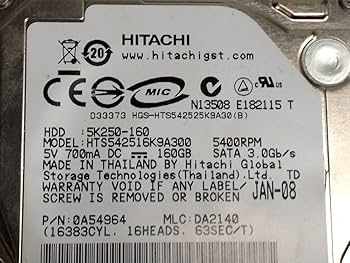 HITACHI
www.hitachigst.com
20
MIC
N13508 E182115 T
D33373 HGS-HTS542525K9A30(B)
HDD :5K250-160
MODEL:HTS542516K9A300 5400RPM
5V 700mA DC⎓ 160GB SATA 3.0Gb/s
MADE IN THAILAND BY Hitachi Global
Storage Technologies(Thailand).Ltd. TD
WARRANTY VOID IF ANY LABEL/
SCREW IS REMOVED OR BROKEN
JAN-08
P/N:0A54964 MLC:DA2140
(16383CYL. 16HEADS. 63SEC/T)